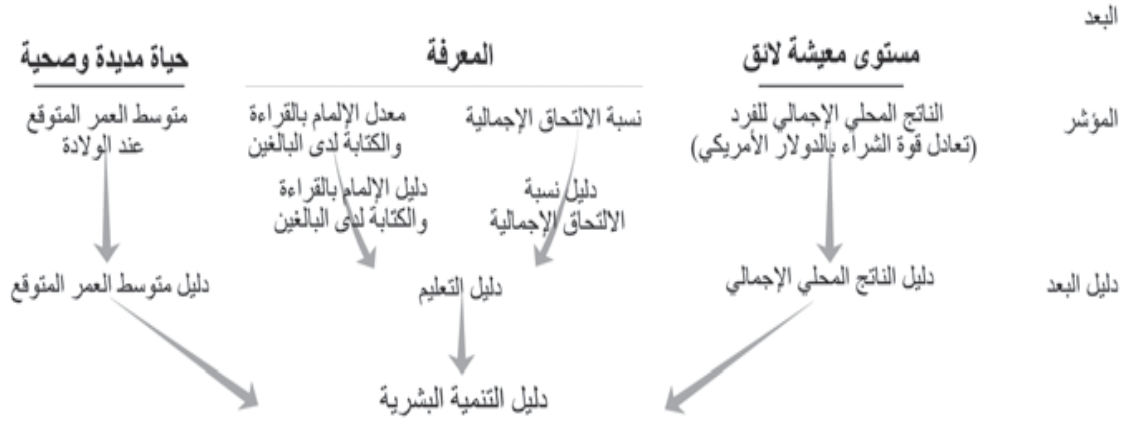 البعد
مستوى معيشة لائق
المعرفة
حياة مديدة وصحية
المؤشر
الناتج المحلي الإجمالي للفرد
(تعادل قوة الشراء بالدولار الأمريكي)
نسبة الالتحاق الإجمالية
معدل الإلمام بالقراءة
والكتابة لدى البالغين
متوسط العمر المتوقع
عند الولادة
دليل نسبة
الالتحاق الإجمالية
دليل الإلمام بالقراءة
والكتابة لدى البالغين
دليل البعد
دليل الناتج المحلي الإجمالي
دليل التعليم
دليل متوسط العمر المتوقع
دليل التنمية البشرية